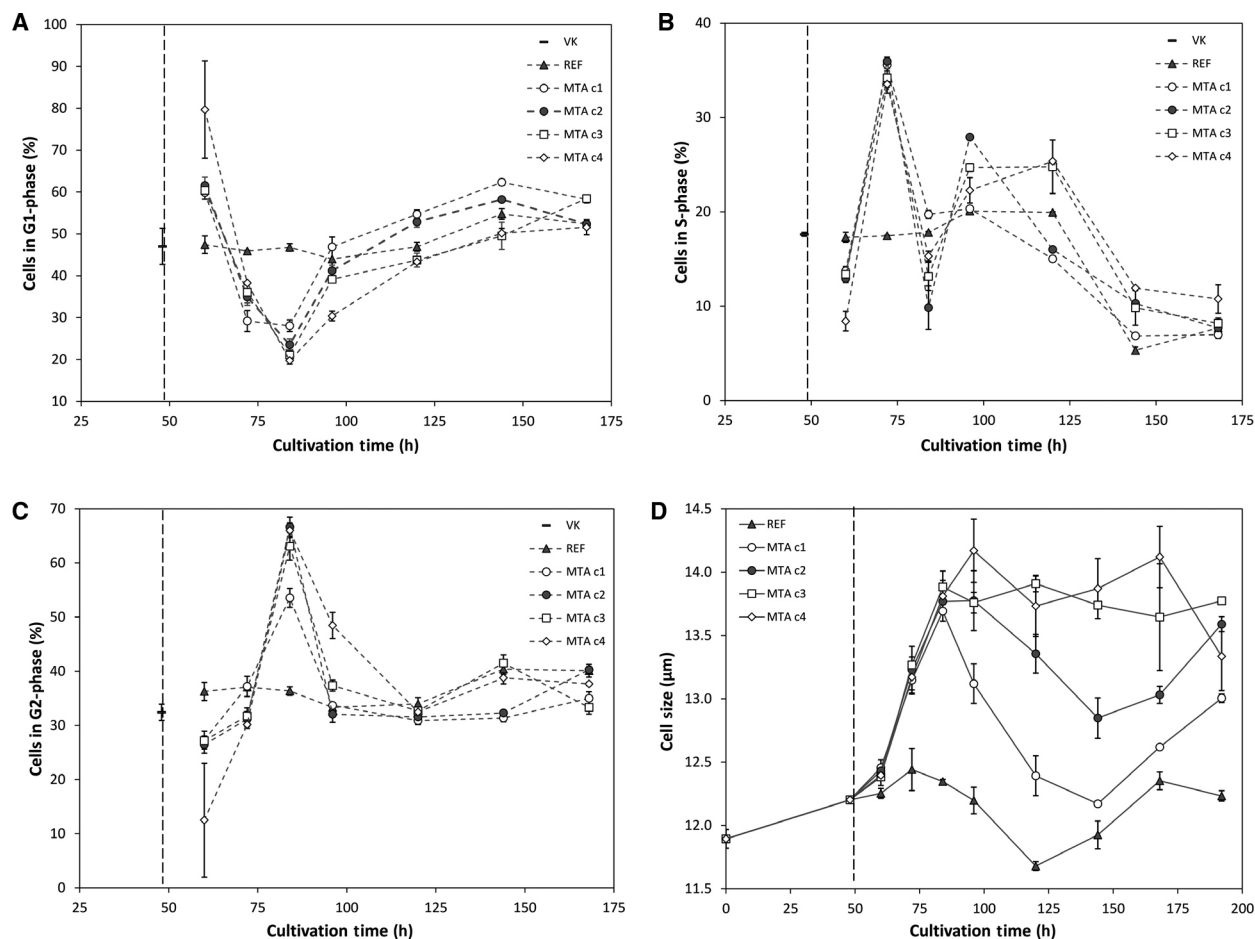 A
Cells in G1-phase (%)
100
90
80
70
60
50
40
30
20
10
25
50
75
100
125
150
175
Cultivation time (h)
VK
REF
MTA c1
MTA c2
MTA c3
MTA c4
B
Cells in S-phase (%)
40
30
20
10
0
25
50
75
100
125
150
175
Cultivation time (h)
VK
REF
MTA c1
MTA c2
MTA c3
MTA c4
C
Cells in G2-phase (%)
70
60
50
40
30
20
10
0
25
50
75
100
125
150
175
Cultivation time (h)
VK
REF
MTA c1
MTA c2
MTA c3
MTA c4
D
Cell size (µm)
14.5
14.0
13.5
13.0
12.5
12.0
11.5
0
25
50
75
100
125
150
175
200
Cultivation time (h)
REF
MTA c1
MTA c2
MTA c3
MTA c4